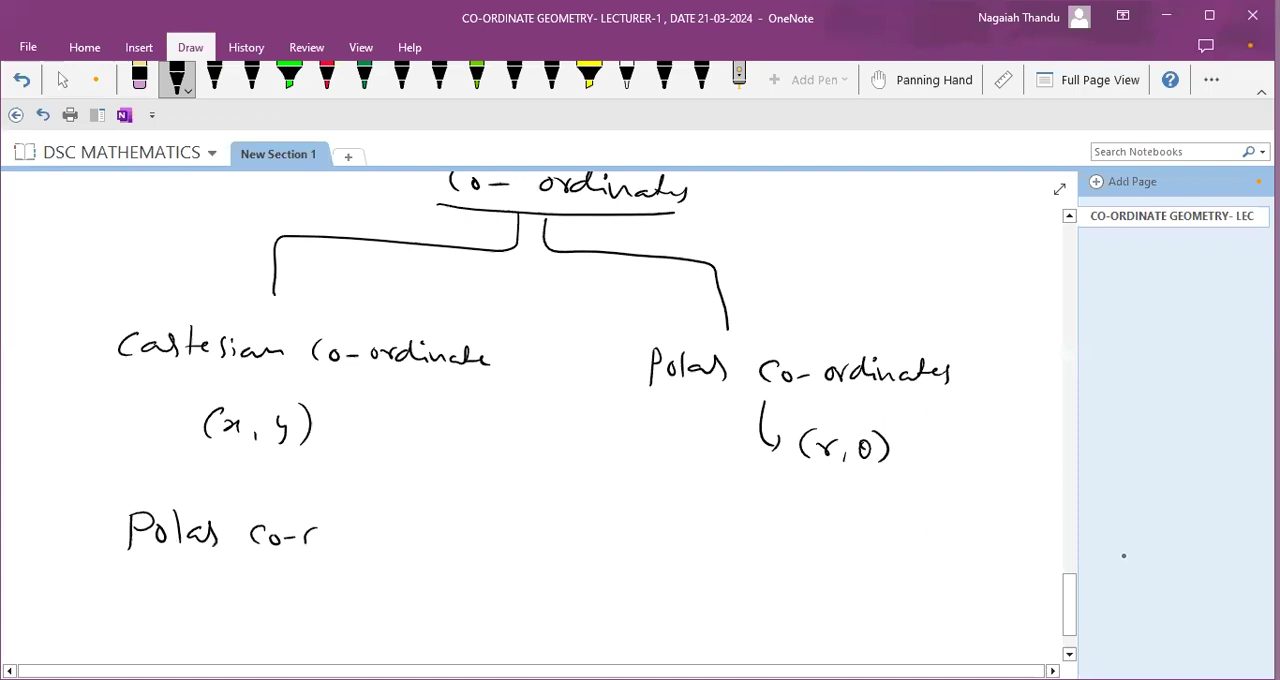 CO-ORDINATE GEOMETRY- LECTURER-1 , DATE 21-03-2024 - OneNote
Nagaiah Thandu
File Home Insert Draw History Review View Help
Add Pen Panning Hand Full Page View
DSC MATHEMATICS New Section 1
Search Notebooks
Add Page
CO-ORDINATE GEOMETRY- LEC
Co- ordinates
Cartesian Co-ordinate
Polar Co-ordinates
(x, y)
(r, θ)
Polar co-